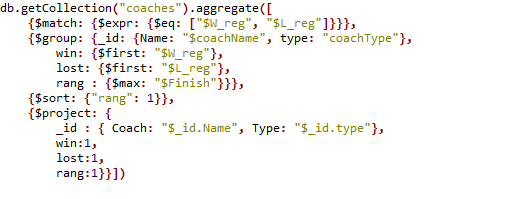 db.getCollection("coaches").aggregate([
{$match: {$expr: {$eq: ["$W_reg", "$L_reg"]}}},
{$group: {_id: {Name: "$coachName", type: "coachType"},
win: {$first: "$W_reg"},
lost: {$first: "$L_reg"},
rang : {$max: "$Finish"}}},
{$sort: {"rang": 1}},
{$project: {
_id : { Coach: "$_id.Name", Type: "$_id.type"},
win:1,
lost:1,
rang:1}}])